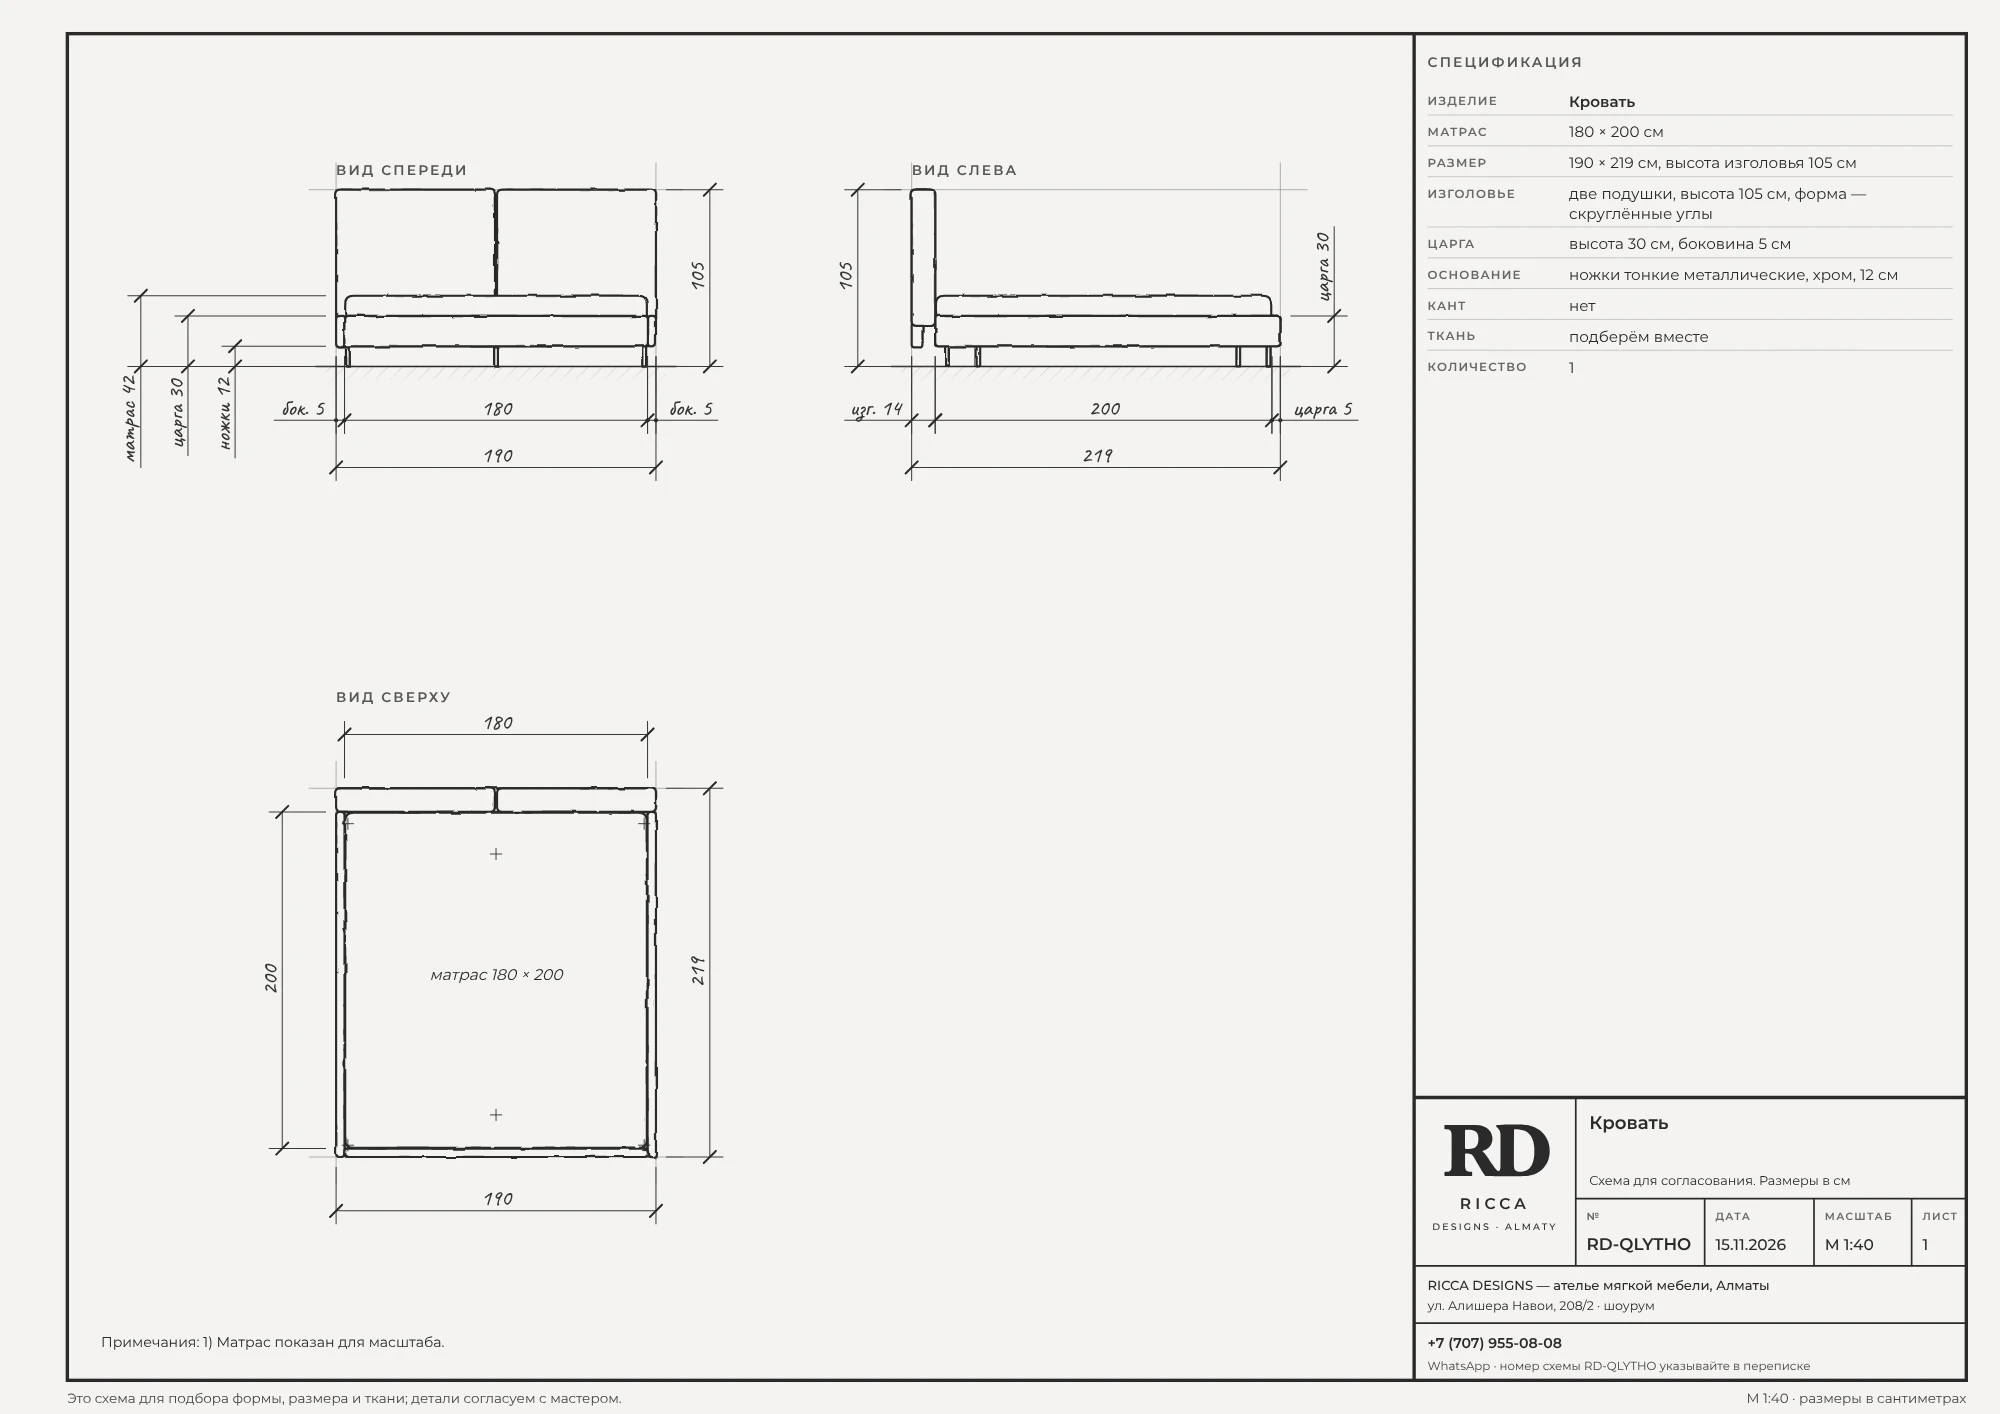 ВИД СПЕРЕДИ
105
матрас 42
царга 30
ножки 12
бок. 5
180
бок. 5
190
ВИД СЛЕВА
105
царга 30
изг. 14
200
царга 5
219
ВИД СВЕРХУ
180
200
матрас 180 × 200
219
190
Примечания: 1) Матрас показан для масштаба.
СПЕЦИФИКАЦИЯ
ИЗДЕЛИЕ Кровать
МАТРАС 180 × 200 см
РАЗМЕР 190 × 219 см, высота изголовья 105 см
ИЗГОЛОВЬЕ две подушки, высота 105 см, форма —
скруглённые углы
ЦАРГА высота 30 см, боковина 5 см
ОСНОВАНИЕ ножки тонкие металлические, хром, 12 см
КАНТ нет
ТКАНЬ подберём вместе
КОЛИЧЕСТВО 1
RD
RICCA
DESIGNS · ALMATY
Кровать
Схема для согласования. Размеры в см
№ ДАТА МАСШТАБ ЛИСТ
RD-QLYTHO 15.11.2026 М 1:40 1
RICCA DESIGNS — ателье мягкой мебели, Алматы
ул. Алишера Навои, 208/2 · шоурум
+7 (707) 955-08-08
WhatsApp · номер схемы RD-QLYTHO указывайте в переписке
Это схема для подбора формы, размера и ткани; детали согласуем с мастером.
М 1:40 · размеры в сантиметрах